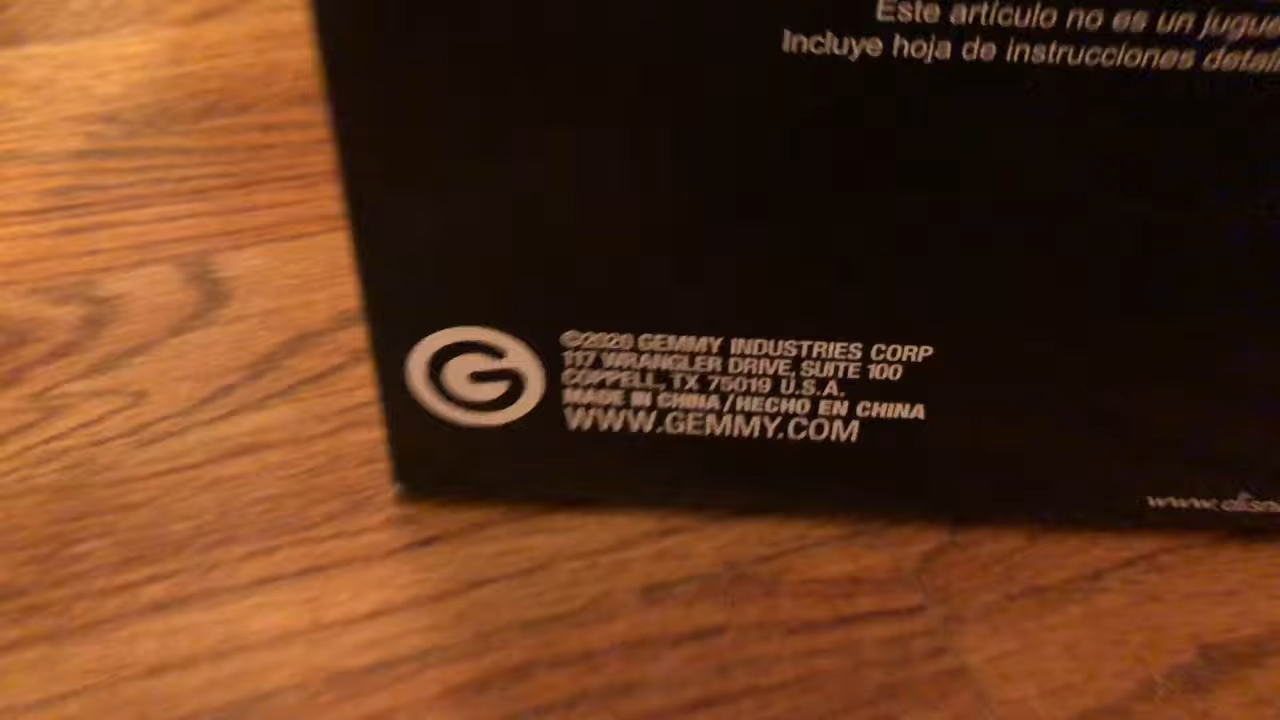 Este artículo no es un jugue
Incluye hoja de instrucciones detall
©2020 GEMMY INDUSTRIES CORP
117 WRANGLER DRIVE, SUITE 100
COPPELL, TX 75019 U.S.A.
MADE IN CHINA / HECHO EN CHINA
WWW.GEMMY.COM